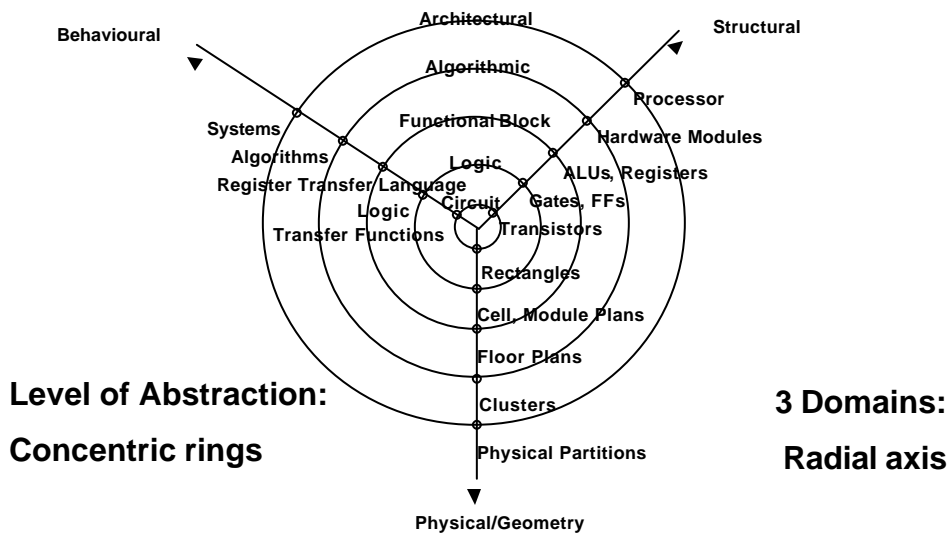 Architectural
Behavioural
Structural
Algorithmic
Processor
Systems
Functional Block
Hardware Modules
Algorithms
Logic
ALUs, Registers
Register Transfer Language
Circuit
Gates, FFs
Logic
Transfer Functions
Transistors
Rectangles
Cell, Module Plans
Floor Plans
Level of Abstraction:
Clusters
3 Domains:
Concentric rings
Physical Partitions
Radial axis
Physical/Geometry